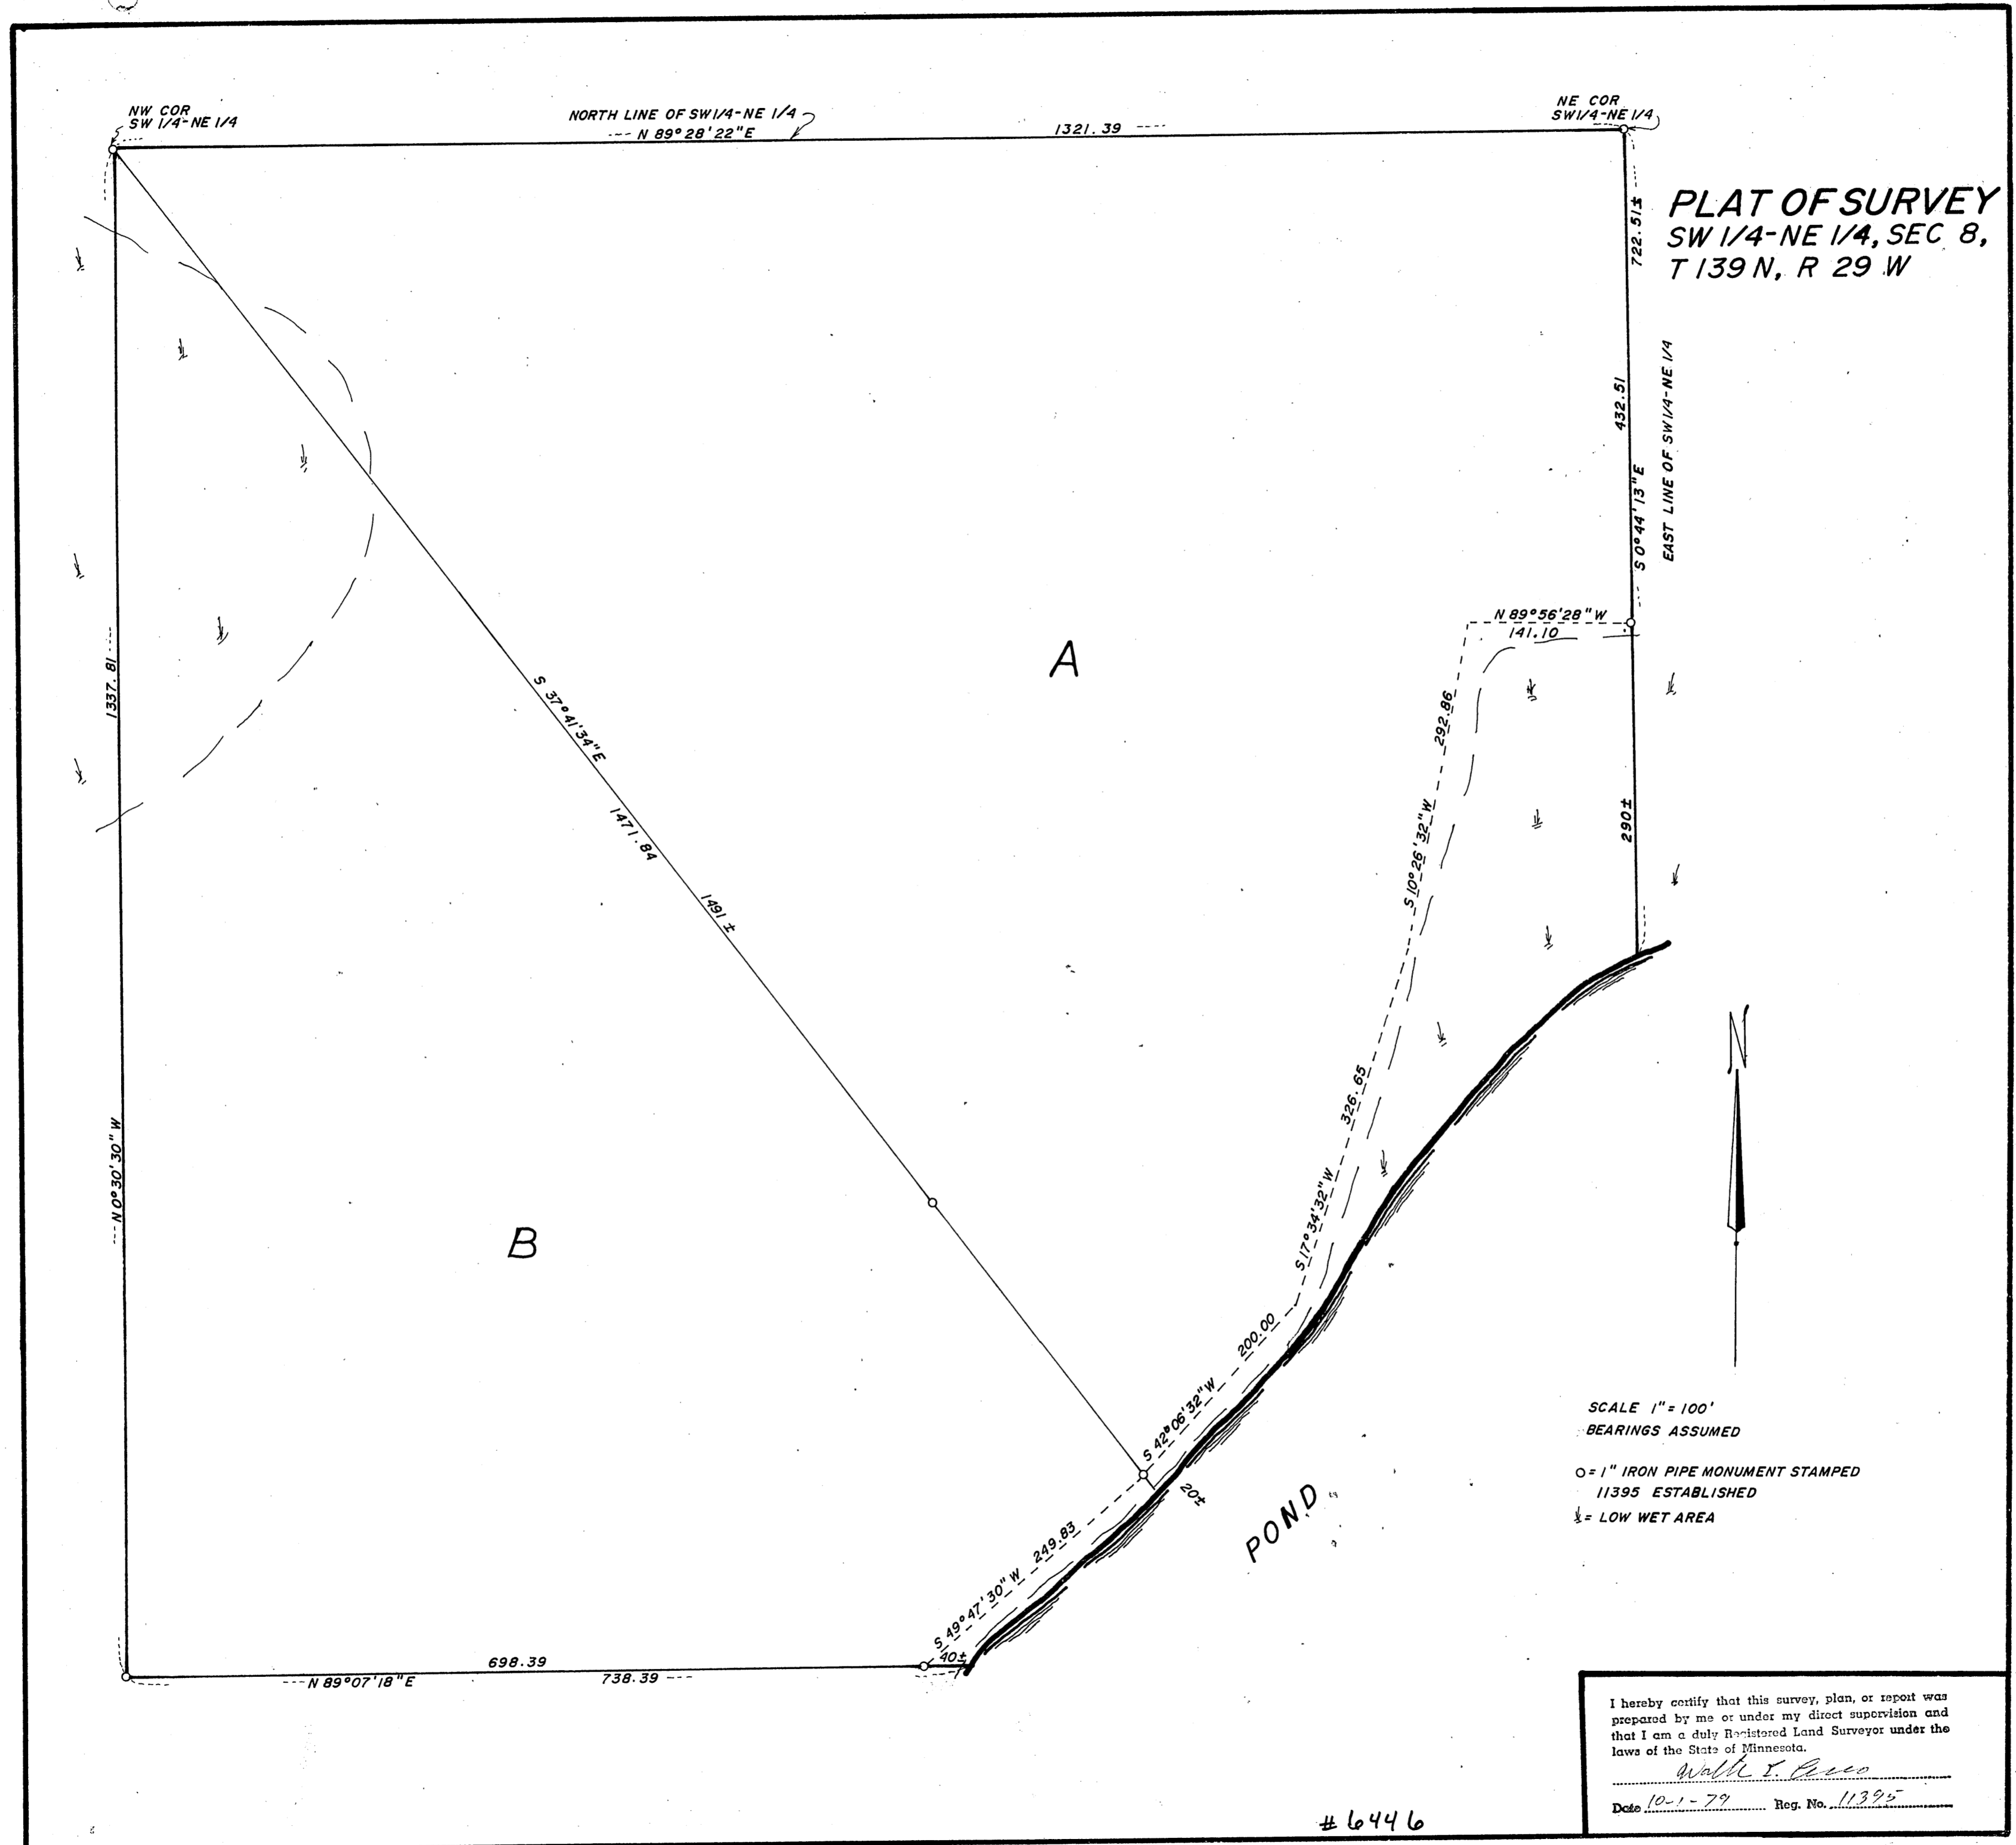 NW COR
SW 1/4-NE 1/4
NORTH LINE OF SW1/4-NE 1/4
N 89° 28' 22"E
1321.39
NE COR
SW1/4-NE 1/4
PLAT OF SURVEY
SW 1/4-NE 1/4, SEC 8,
T 139 N, R 29 W
722.51±
432.51
S 0° 44' 13" E
EAST LINE OF SW1/4-NE 1/4
N 89°56'28" W
141.10
290±
292.86
S 10° 26' 32" W
326.65
S 17° 34' 32" W
200.00
S 42° 06' 32" W
20±
249.83
S 49° 47' 30" W
40±
A
S 37° 41' 34" E
1471.84
1491 ±
B
1337.81
N 0° 30' 30" W
698.39
N 89° 07' 18" E
738.39
POND
N
SCALE 1" = 100'
BEARINGS ASSUMED
O = 1" IRON PIPE MONUMENT STAMPED
11395 ESTABLISHED
= LOW WET AREA
I hereby certify that this survey, plan, or report was
prepared by me or under my direct supervision and
that I am a duly Registered Land Surveyor under the
laws of the State of Minnesota.
Date 10-1-79 Reg. No. 11395
# 6446